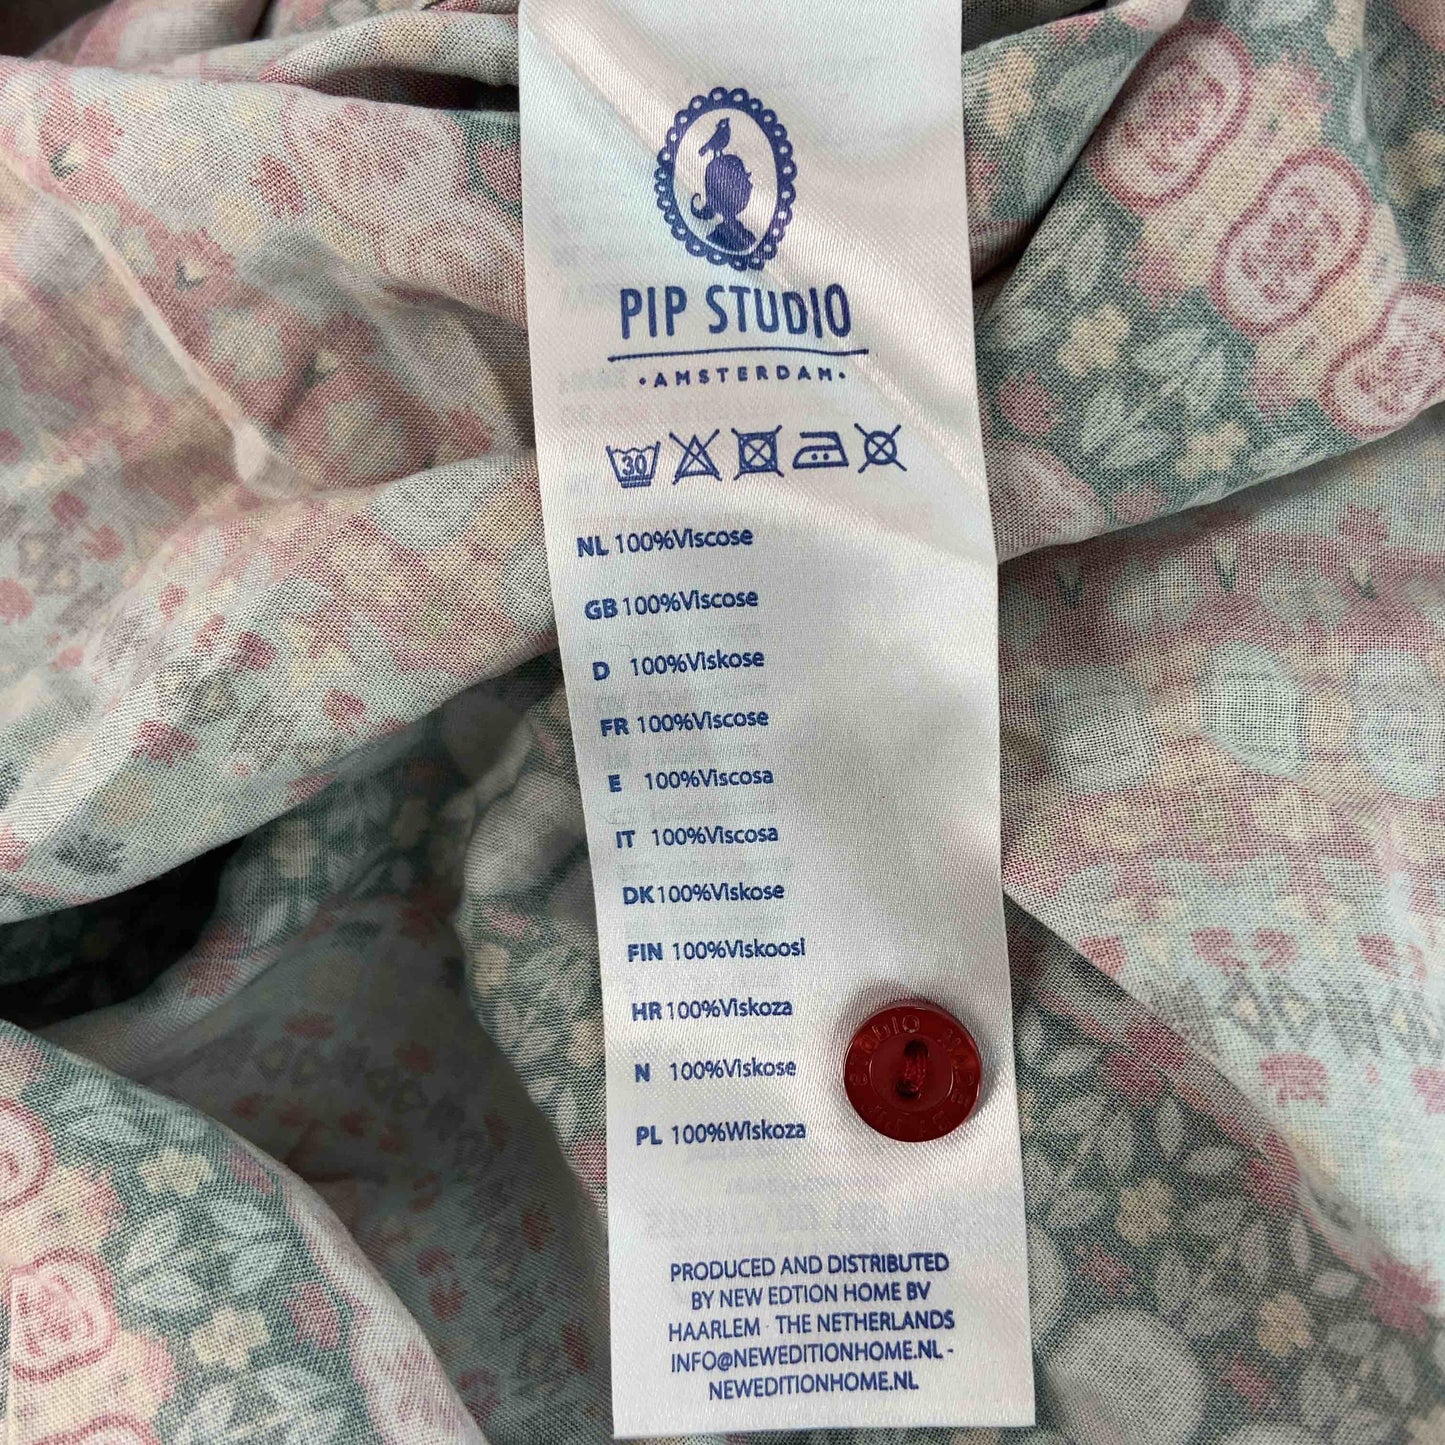 PIP STUDIO
•AMSTERDAM•
30
NL 100%Viscose
GB 100%Viscose
D 100%Viskose
FR 100%Viscose
E 100%Viscosa
IT 100%Viscosa
DK 100%Viskose
FIN 100%Viskoosi
HR 100%Viskoza
N 100%Viskose
PL 100%Wiskoza
PRODUCED AND DISTRIBUTED
BY NEW EDTION HOME BV
HAARLEM · THE NETHERLANDS
INFO@NEWEDITIONHOME.NL -
NEWEDITIONHOME.NL